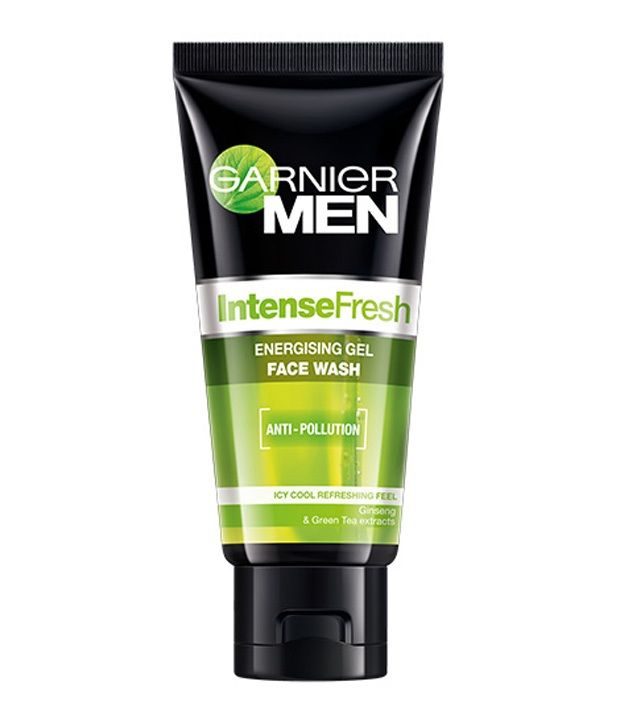 GARNIER
MEN
IntenseFresh
ENERGISING GEL
FACE WASH
ANTI-POLLUTION
ICY COOL REFRESHING FEEL
Ginseng
& Green Tea extracts